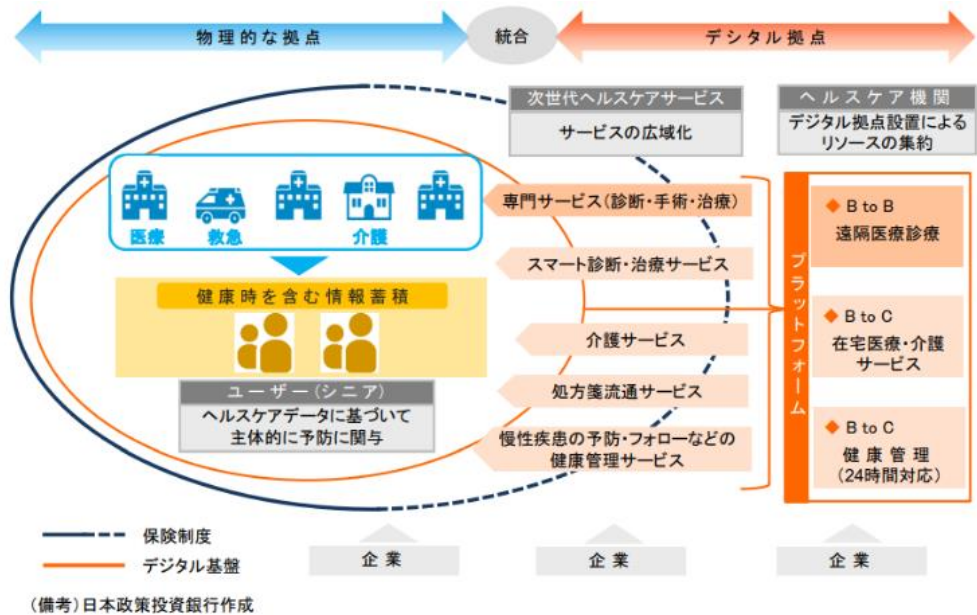 物理的な拠点
統合
デシタル拠点
次世代ヘルスケアサービス
サービスの広域化
ヘルスケア機関
デジタル拠点設置による
リソースの集約
医療
救急
介護
健康時を含む情報蓄積
ユーザー(シニア)
ヘルスケアデータに基づいて
主体的に予防に関与
専門サービス(診断・手術・治療)
スマート診断・治療サービス
介護サービス
処方箋流通サービス
慢性疾患の予防・フォローなどの
健康管理サービス
プラットフォーム
◆ B to B
遠隔医療診療
◆ B to C
在宅医療・介護
サービス
◆ B to C
健康管理
(24時間対応)
保険制度
デジタル基盤
企業
企業
企業
(備考)日本政策投資銀行作成